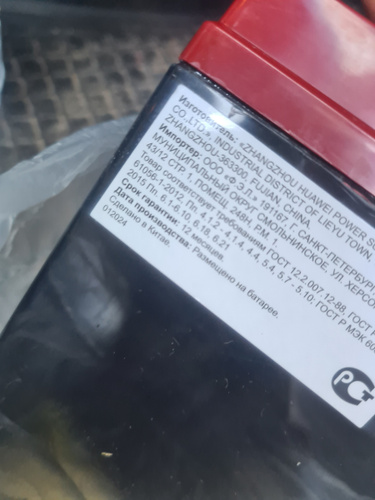 Изготовитель: «ZHANGZHOU HUAWEI POWER
CO.,LTD.» INDUSTRIAL DISTRICT OF LIEYU TOWN,
ZHANGZHOU-363200, FUJIAN, CHINA
Импортер: ООО «Ф.Э.Л.» 191167, Г. САНКТ-ПЕТЕРБУРГ
МУНИЦИПАЛЬНЫЙ ОКРУГ СМОЛЬНИНСКОЕ, УЛ. ХЕРСО
43/12 СТР 1, ПОМЕЩ. 248Н, Р.М. 1.
Товар соответствует требованиям ГОСТ 12.2.007.12-88, ГОСТ Р
61056-1-2012, Пп. 4.1.2 - 4.1.4, 4.4, 5.4, 5.7 - 5.10, ГОСТ Р МЭК 60
2015 Пп. 6.1-6.10, 6.18, 6.21
Срок гарантии: 12 месяцев.
Дата производства: размещено на батарее.
Сделано в Китае.
012024